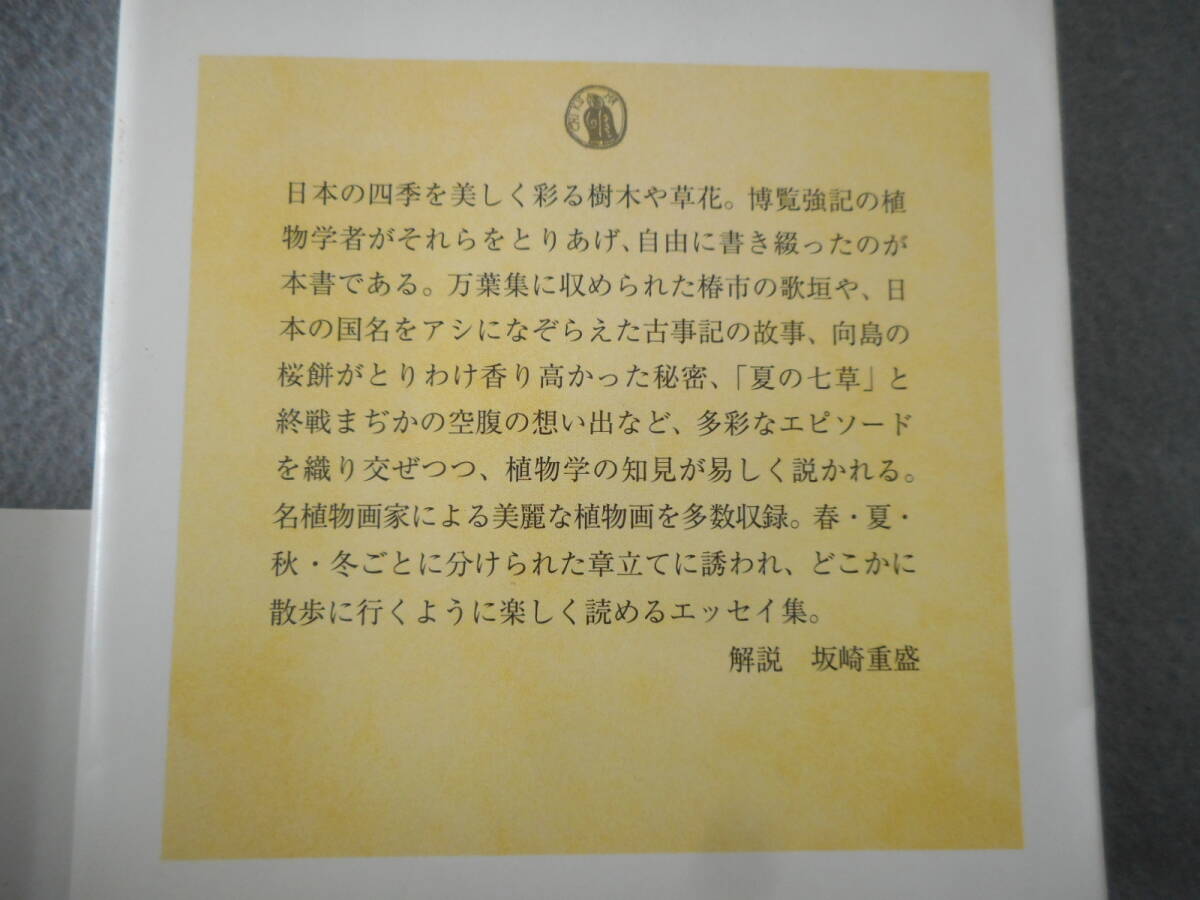 日本の四季を美しく彩る樹木や草花。博覧強記の植
物学者がそれらをとりあげ、自由に書き綴ったのが
本書である。万葉集に収められた椿市の歌垣や、日
本の国名をアシになぞらえた古事記の故事、向島の
桜餅がとりわけ香り高かった秘密、「夏の七草」と
終戦まぢかの空腹の想い出など、多彩なエピソード
を織り交ぜつつ、植物学の知見が易しく説かれる。
名植物画家による美麗な植物画を多数収録。春・夏・
秋・冬ごとに分けられた章立てに誘われ、どこかに
散歩に行くように楽しく読めるエッセイ集。
解説　坂崎重盛